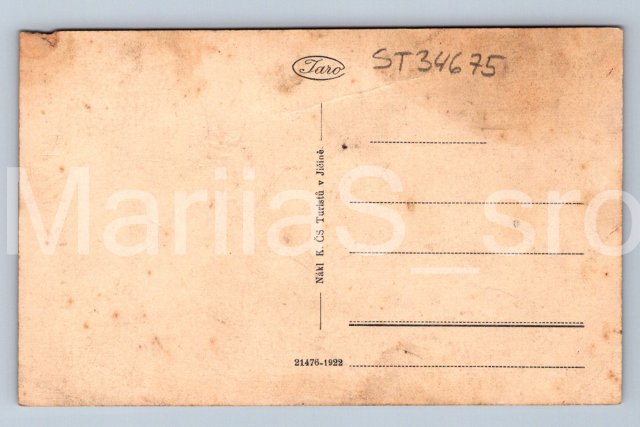 Taro
ST34675
Nákl K. ČS Turistů v Jičíně.
MariiaS_sro
21476-1922